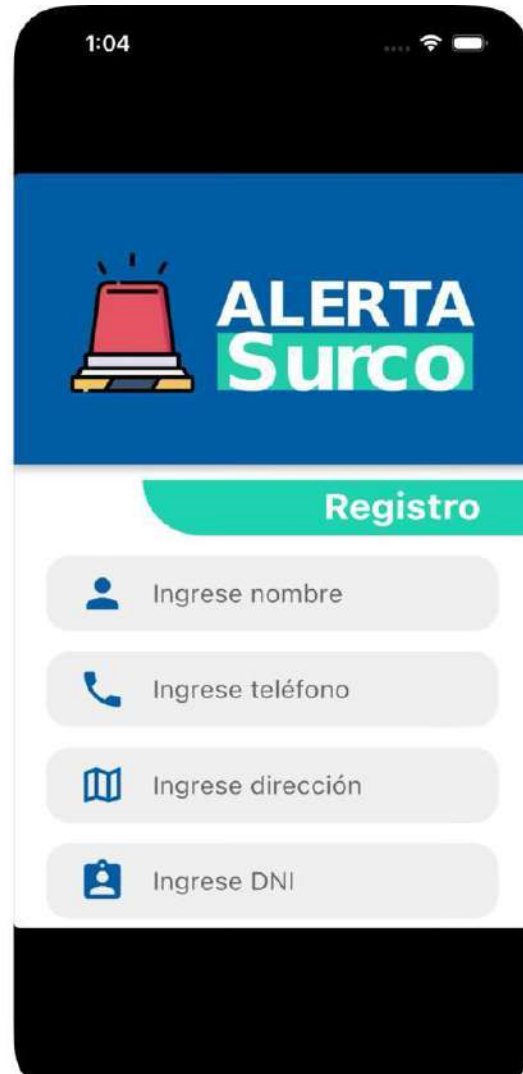 1:04
ALERTA
Surco
Registro
Ingrese nombre
Ingrese teléfono
Ingrese dirección
Ingrese DNI